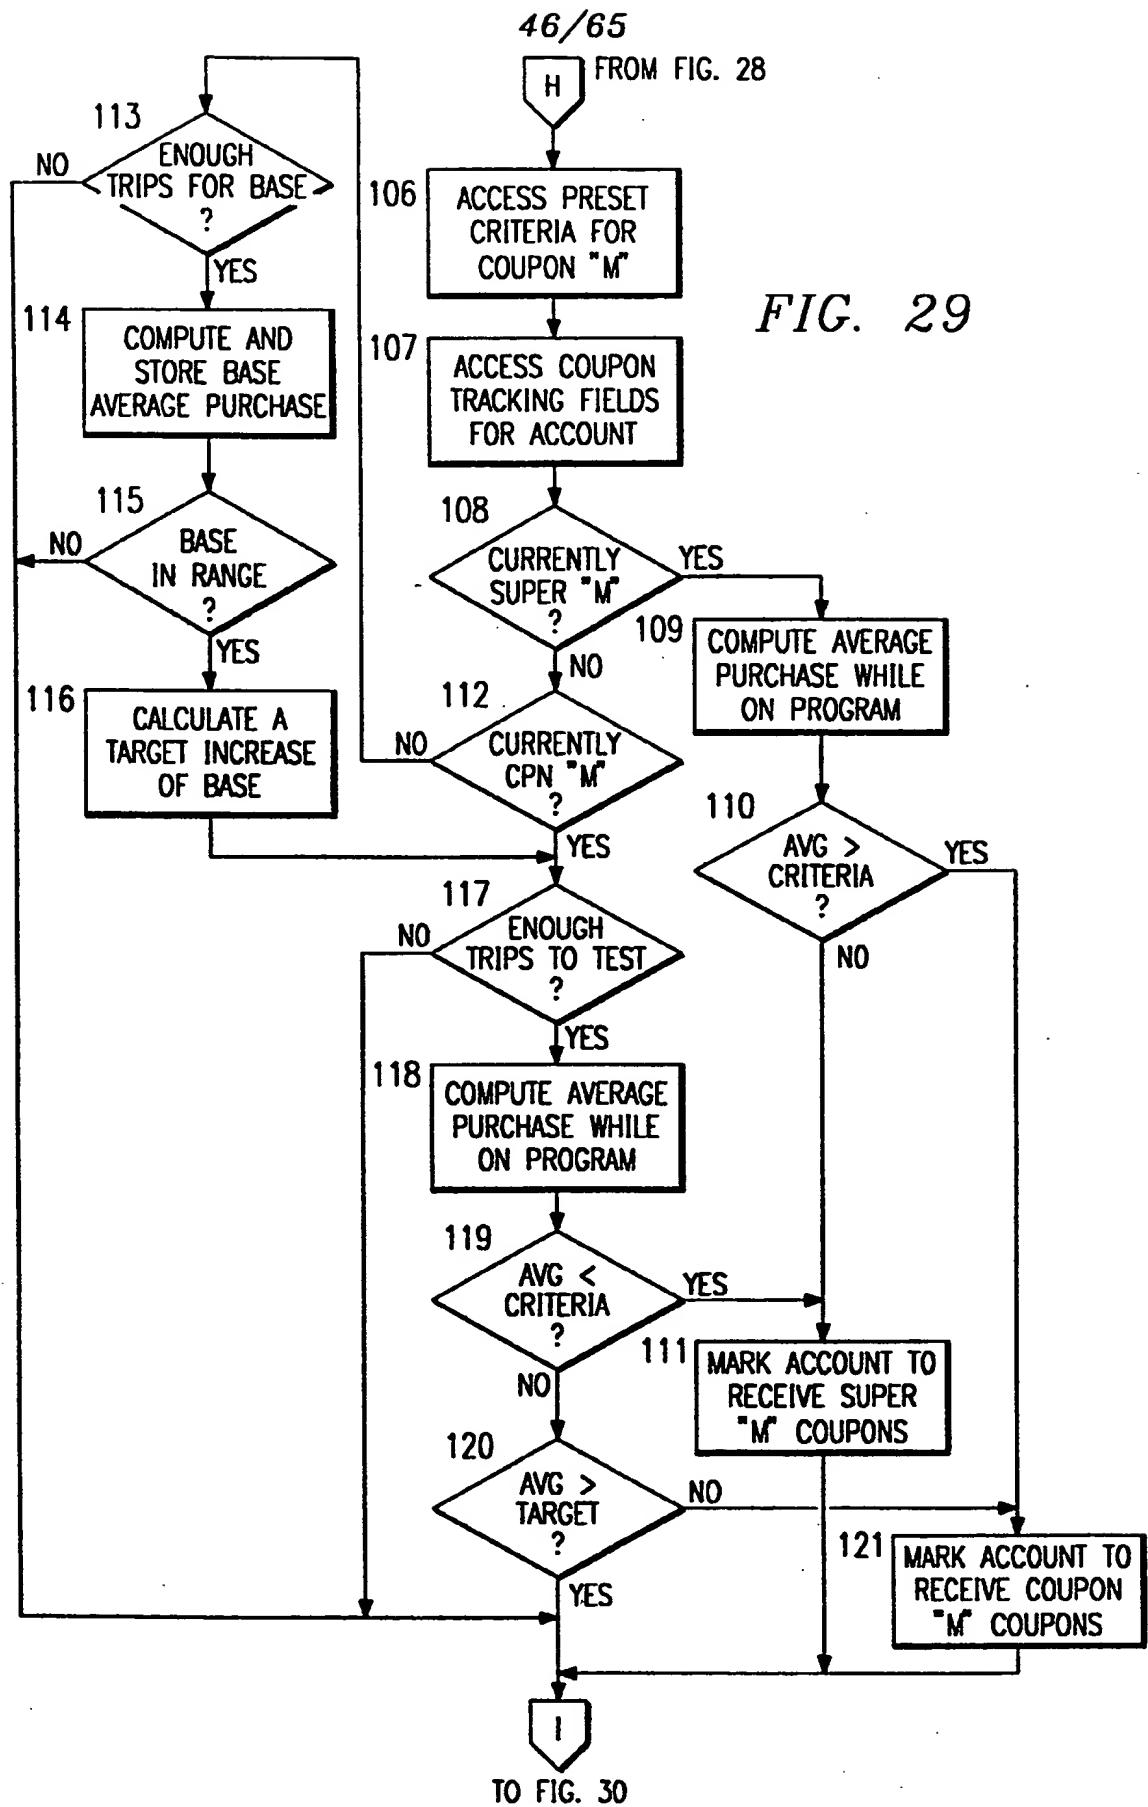 46/65
H
FROM FIG. 28
106
ACCESS PRESET
CRITERIA FOR
COUPON "M"
FIG. 29
107
ACCESS COUPON
TRACKING FIELDS
FOR ACCOUNT
108
CURRENTLY
SUPER "M"
?
YES
NO
109
COMPUTE AVERAGE
PURCHASE WHILE
ON PROGRAM
110
AVG >
CRITERIA
?
YES
NO
112
CURRENTLY
CPN "M"
?
NO
YES
113
ENOUGH
TRIPS FOR BASE
?
NO
YES
114
COMPUTE AND
STORE BASE
AVERAGE PURCHASE
115
BASE
IN RANGE
?
NO
YES
116
CALCULATE A
TARGET INCREASE
OF BASE
117
ENOUGH
TRIPS TO TEST
?
NO
YES
118
COMPUTE AVERAGE
PURCHASE WHILE
ON PROGRAM
119
AVG <
CRITERIA
?
YES
NO
111
MARK ACCOUNT TO
RECEIVE SUPER
"M" COUPONS
120
AVG >
TARGET
?
NO
YES
121
MARK ACCOUNT TO
RECEIVE COUPON
"M" COUPONS
I
TO FIG. 30